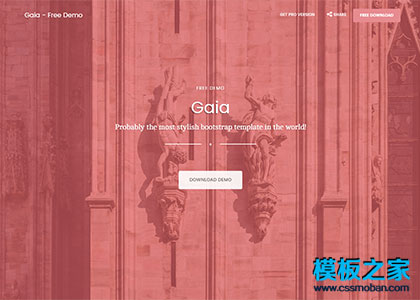 Gaia - Free Demo
GET PRO VERSION
SHARE
FREE DOWNLOAD
FREE DEMO
Gaia
Probably the most stylish bootstrap template in the world!
DOWNLOAD DEMO
模板之家
www.cssmoban.com